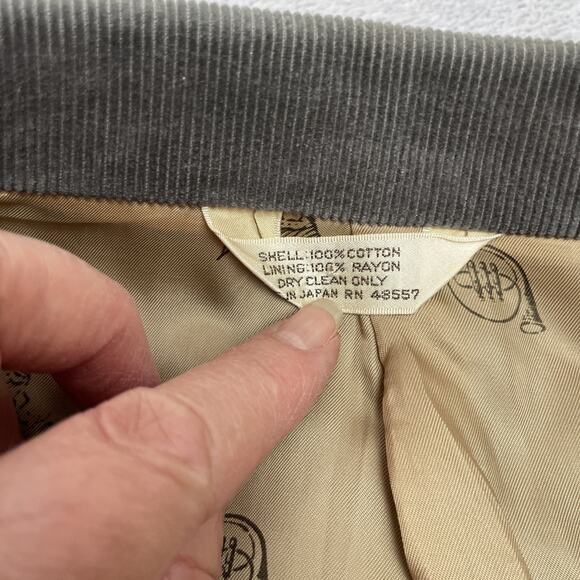 SHELL:100% COTTON
LINING:100% RAYON
DRY CLEAN ONLY
IN JAPAN RN 48557